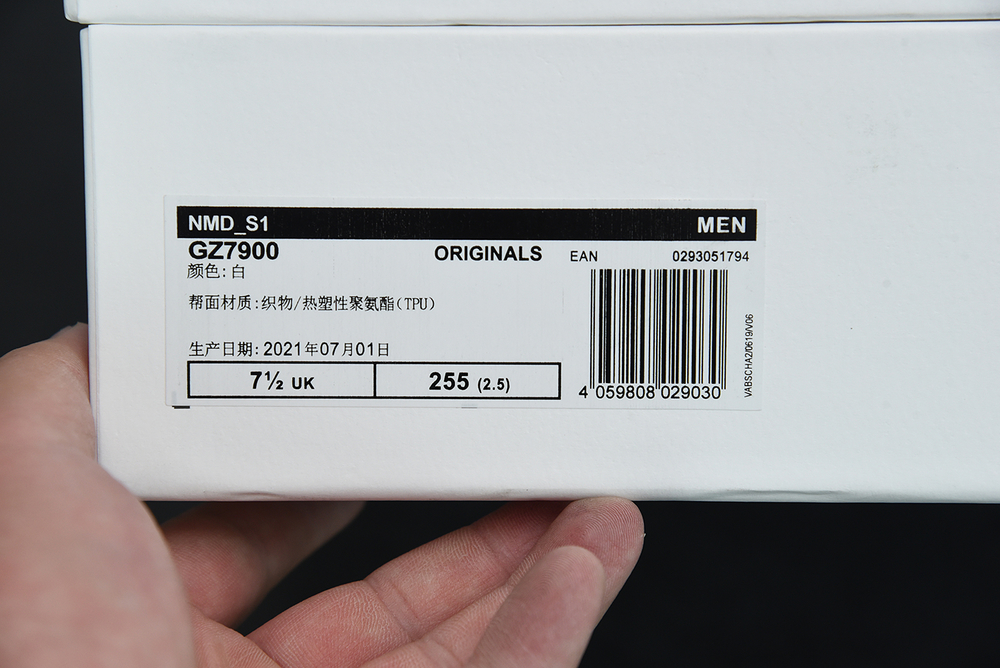 NMD_S1 MEN
GZ7900 ORIGINALS EAN 0293051794
颜色: 白
帮面材质: 织物/热塑性聚氨酯(TPU)
生产日期: 2021年07月01日
7½ UK 255 (2.5)
4 059808 029030
VABSCHA2/0619/V06